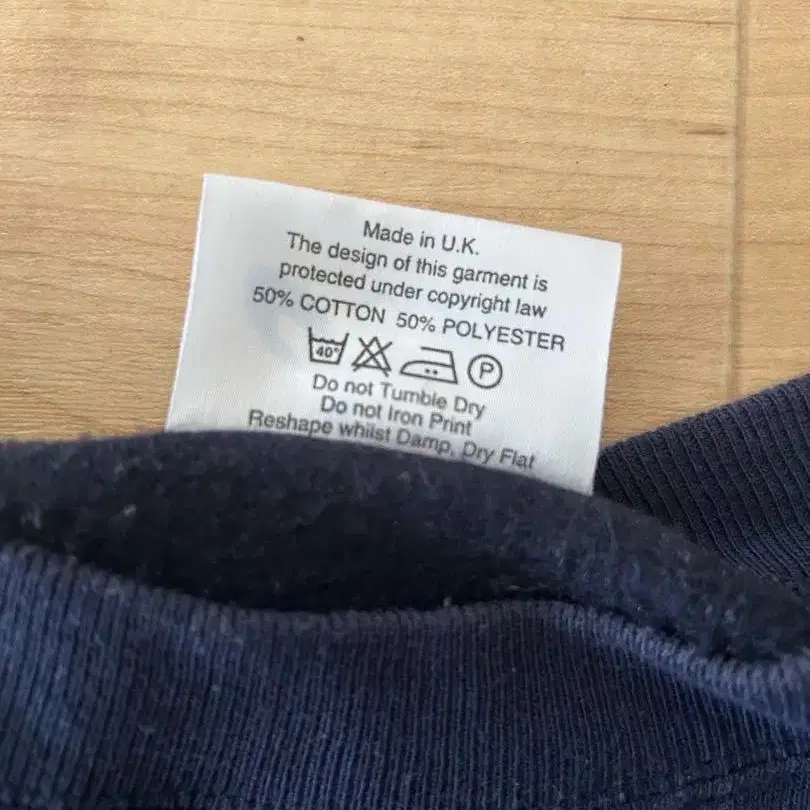 Made in U.K.
The design of this garment is
protected under copyright law
50% COTTON 50% POLYESTER
40° P
Do not Tumble Dry
Do not Iron Print
Reshape whilst Damp, Dry Flat